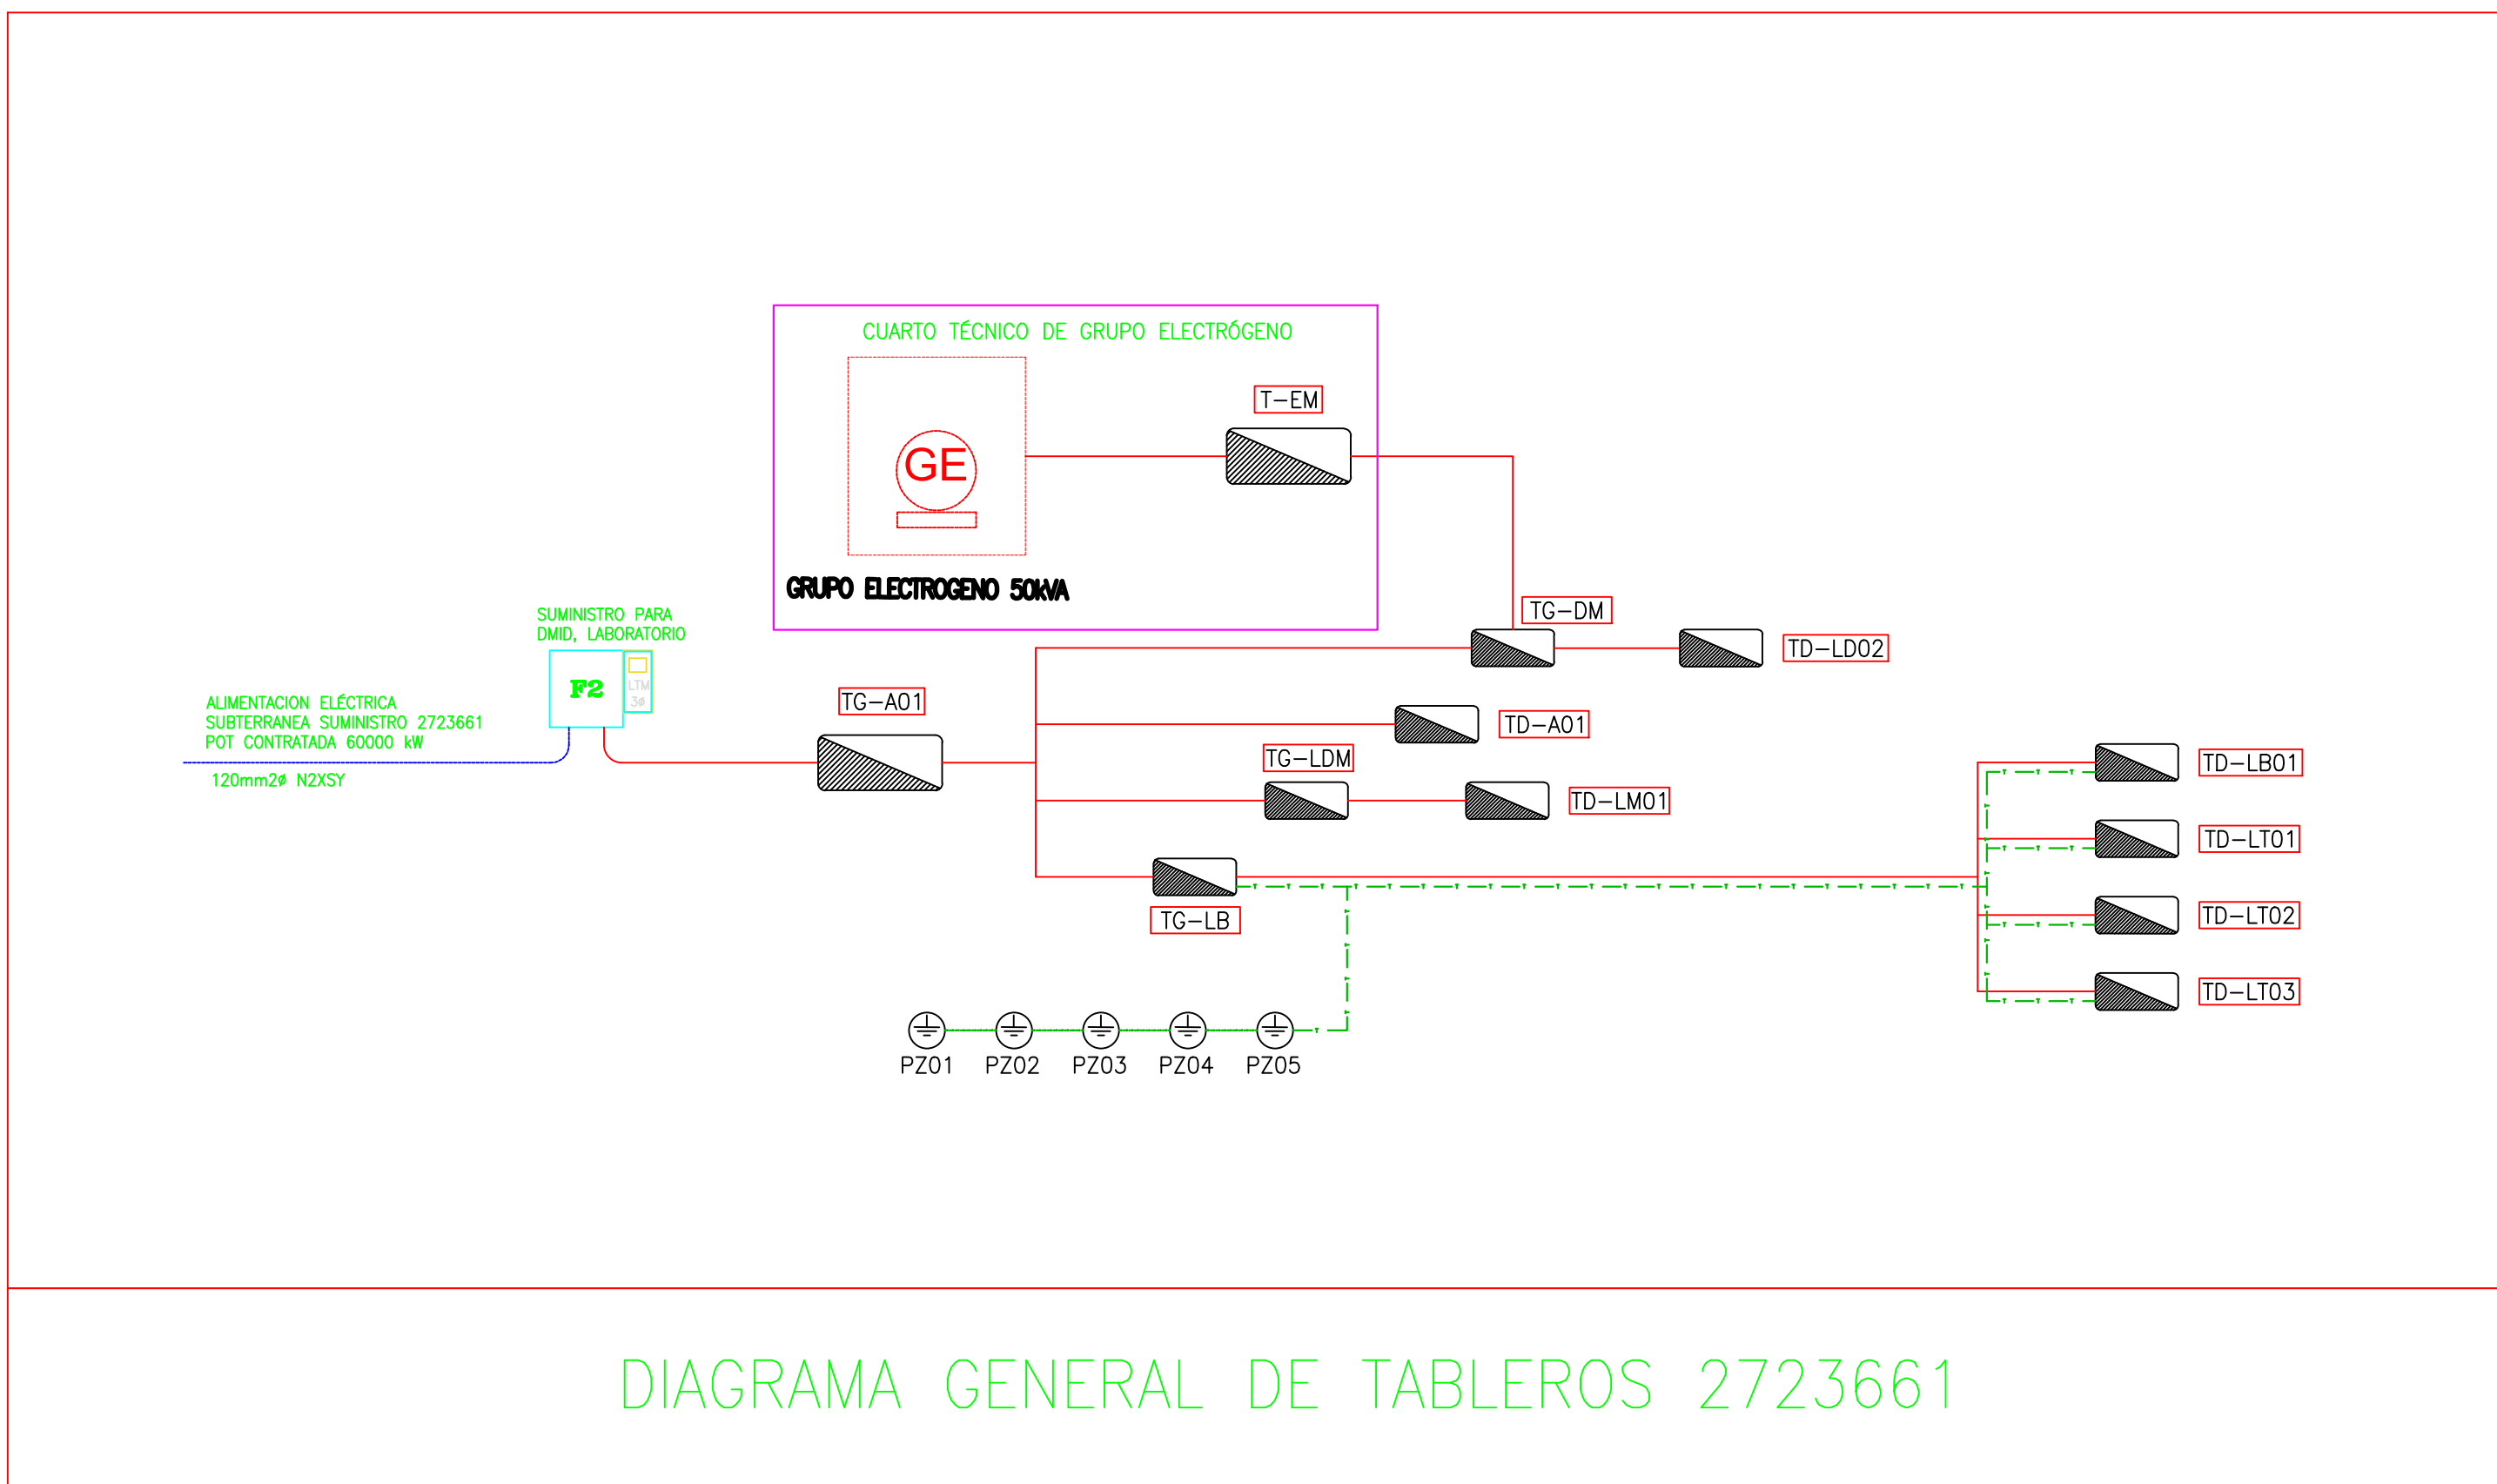 CUARTO TÉCNICO DE GRUPO ELECTRÓGENO
T-EM
GE
GRUPO ELECTROGENO 50kVA
SUMINISTRO PARA
DMID, LABORATORIO
F2
LTM
3ø
ALIMENTACION ELÉCTRICA
SUBTERRANEA SUMINISTRO 2723661
POT CONTRATADA 60000 kW
120mm2ø N2XSY
TG-A01
TG-DM
TD-LD02
TD-A01
TG-LDM
TD-LM01
TG-LB
TD-LB01
TD-LT01
TD-LT02
TD-LT03
PZ01
PZ02
PZ03
PZ04
PZ05
DIAGRAMA GENERAL DE TABLEROS 2723661